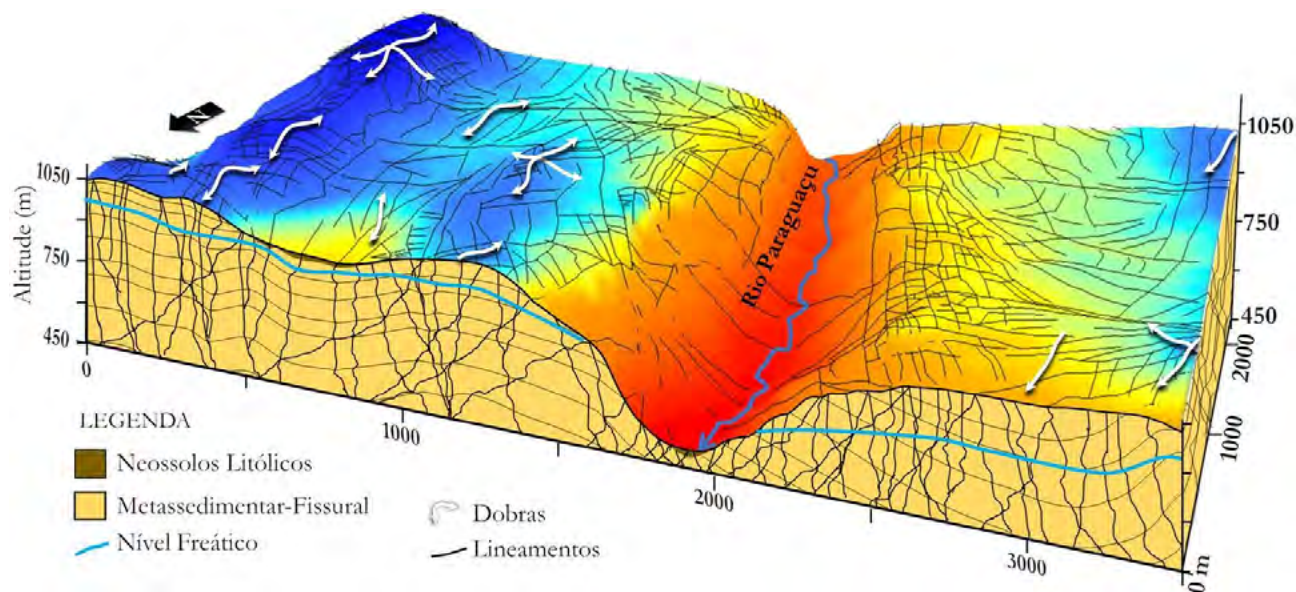 N
1050
Altitude (m)
750
450
0
1000
2000
3000
0 m
1000
2000
450
750
1050
Rio Paraguaçu
LEGENDA
Neossolos Litólicos
Metassedimentar-Fissural
Nível Freático
Dobras
Lineamentos